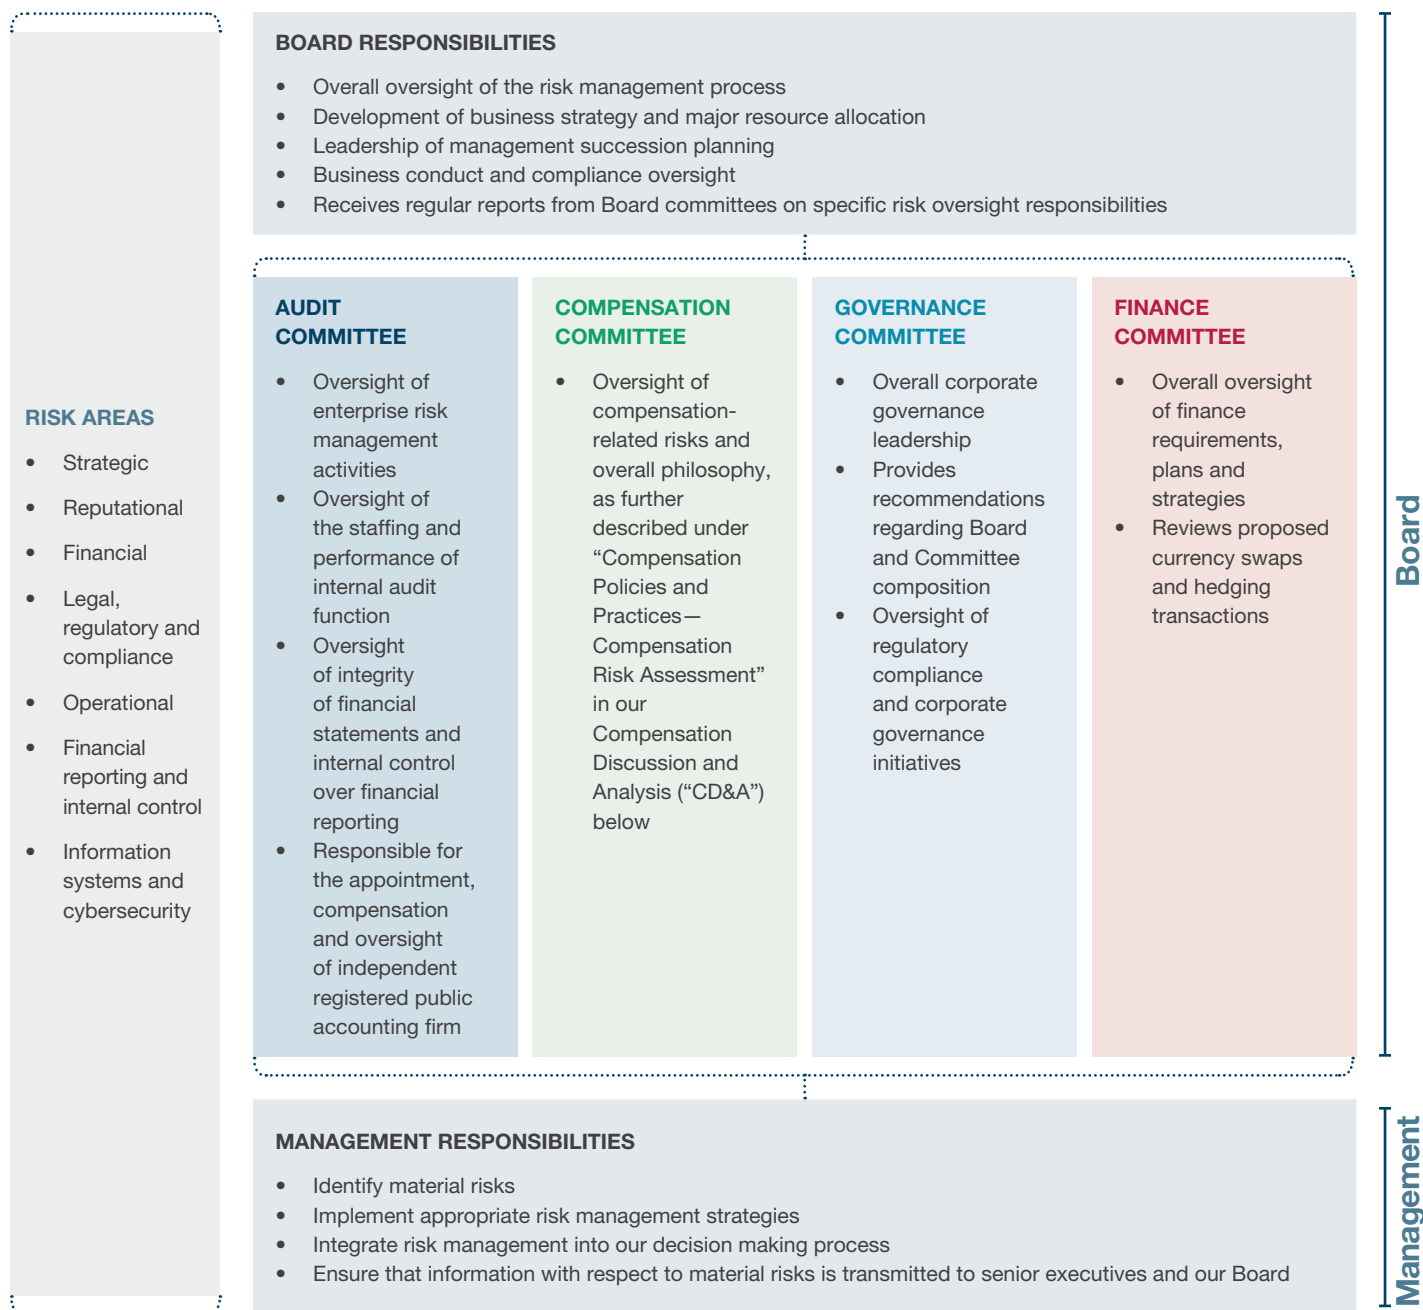 RISK AREAS
• Strategic
• Reputational
• Financial
• Legal,
regulatory and
compliance
• Operational
• Financial
reporting and
internal control
• Information
systems and
cybersecurity
BOARD RESPONSIBILITIES
• Overall oversight of the risk management process
• Development of business strategy and major resource allocation
• Leadership of management succession planning
• Business conduct and compliance oversight
• Receives regular reports from Board committees on specific risk oversight responsibilities
AUDIT
COMMITTEE
• Oversight of
enterprise risk
management
activities
• Oversight of
the staffing and
performance of
internal audit
function
• Oversight
of integrity
of financial
statements and
internal control
over financial
reporting
• Responsible for
the appointment,
compensation
and oversight
of independent
registered public
accounting firm
COMPENSATION
COMMITTEE
• Oversight of
compensation-
related risks and
overall philosophy,
as further
described under
“Compensation
Policies and
Practices—
Compensation
Risk Assessment”
in our
Compensation
Discussion and
Analysis (“CD&A”)
below
GOVERNANCE
COMMITTEE
• Overall corporate
governance
leadership
• Provides
recommendations
regarding Board
and Committee
composition
• Oversight of
regulatory
compliance
and corporate
governance
initiatives
FINANCE
COMMITTEE
• Overall oversight
of finance
requirements,
plans and
strategies
• Reviews proposed
currency swaps
and hedging
transactions
Board
MANAGEMENT RESPONSIBILITIES
• Identify material risks
• Implement appropriate risk management strategies
• Integrate risk management into our decision making process
• Ensure that information with respect to material risks is transmitted to senior executives and our Board
Management